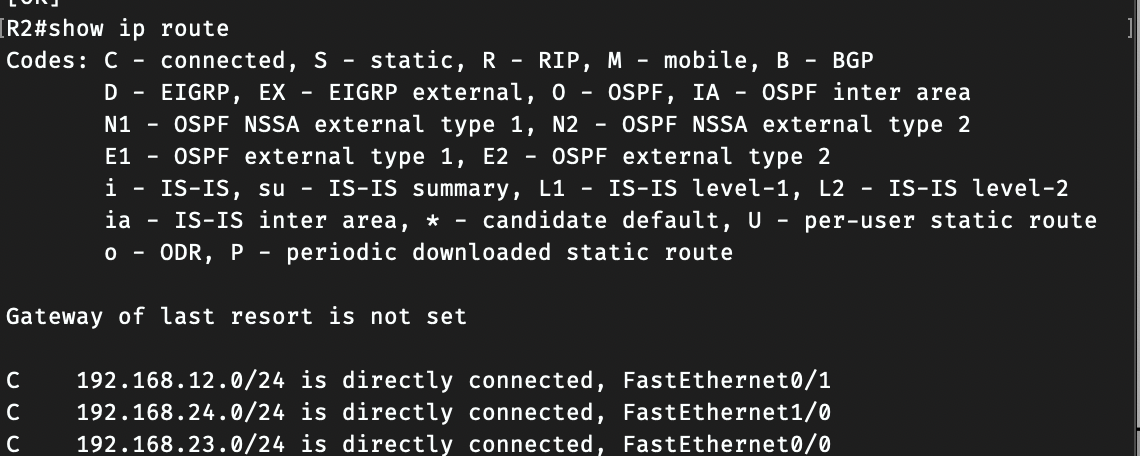 [R2#show ip route ]
Codes: C - connected, S - static, R - RIP, M - mobile, B - BGP
D - EIGRP, EX - EIGRP external, O - OSPF, IA - OSPF inter area
N1 - OSPF NSSA external type 1, N2 - OSPF NSSA external type 2
E1 - OSPF external type 1, E2 - OSPF external type 2
i - IS-IS, su - IS-IS summary, L1 - IS-IS level-1, L2 - IS-IS level-2
ia - IS-IS inter area, * - candidate default, U - per-user static route
o - ODR, P - periodic downloaded static route
Gateway of last resort is not set
C 192.168.12.0/24 is directly connected, FastEthernet0/1
C 192.168.24.0/24 is directly connected, FastEthernet1/0
C 192.168.23.0/24 is directly connected, FastEthernet0/0